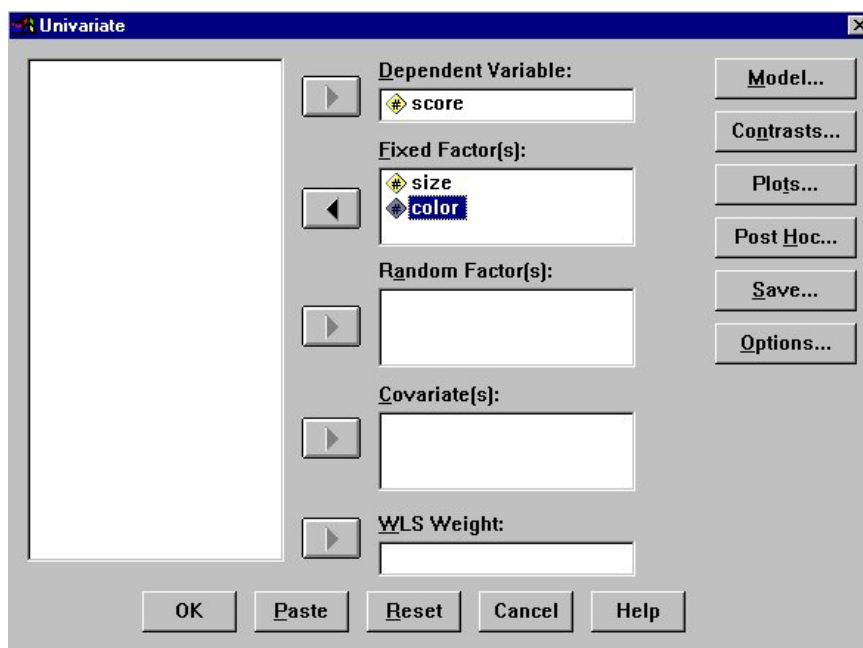 Univariate
Dependent Variable:
# score
Fixed Factor(s):
# size
# color
Random Factor(s):
Covariate(s):
WLS Weight:
Model...
Contrasts...
Plots...
Post Hoc...
Save...
Options...
OK
Paste
Reset
Cancel
Help